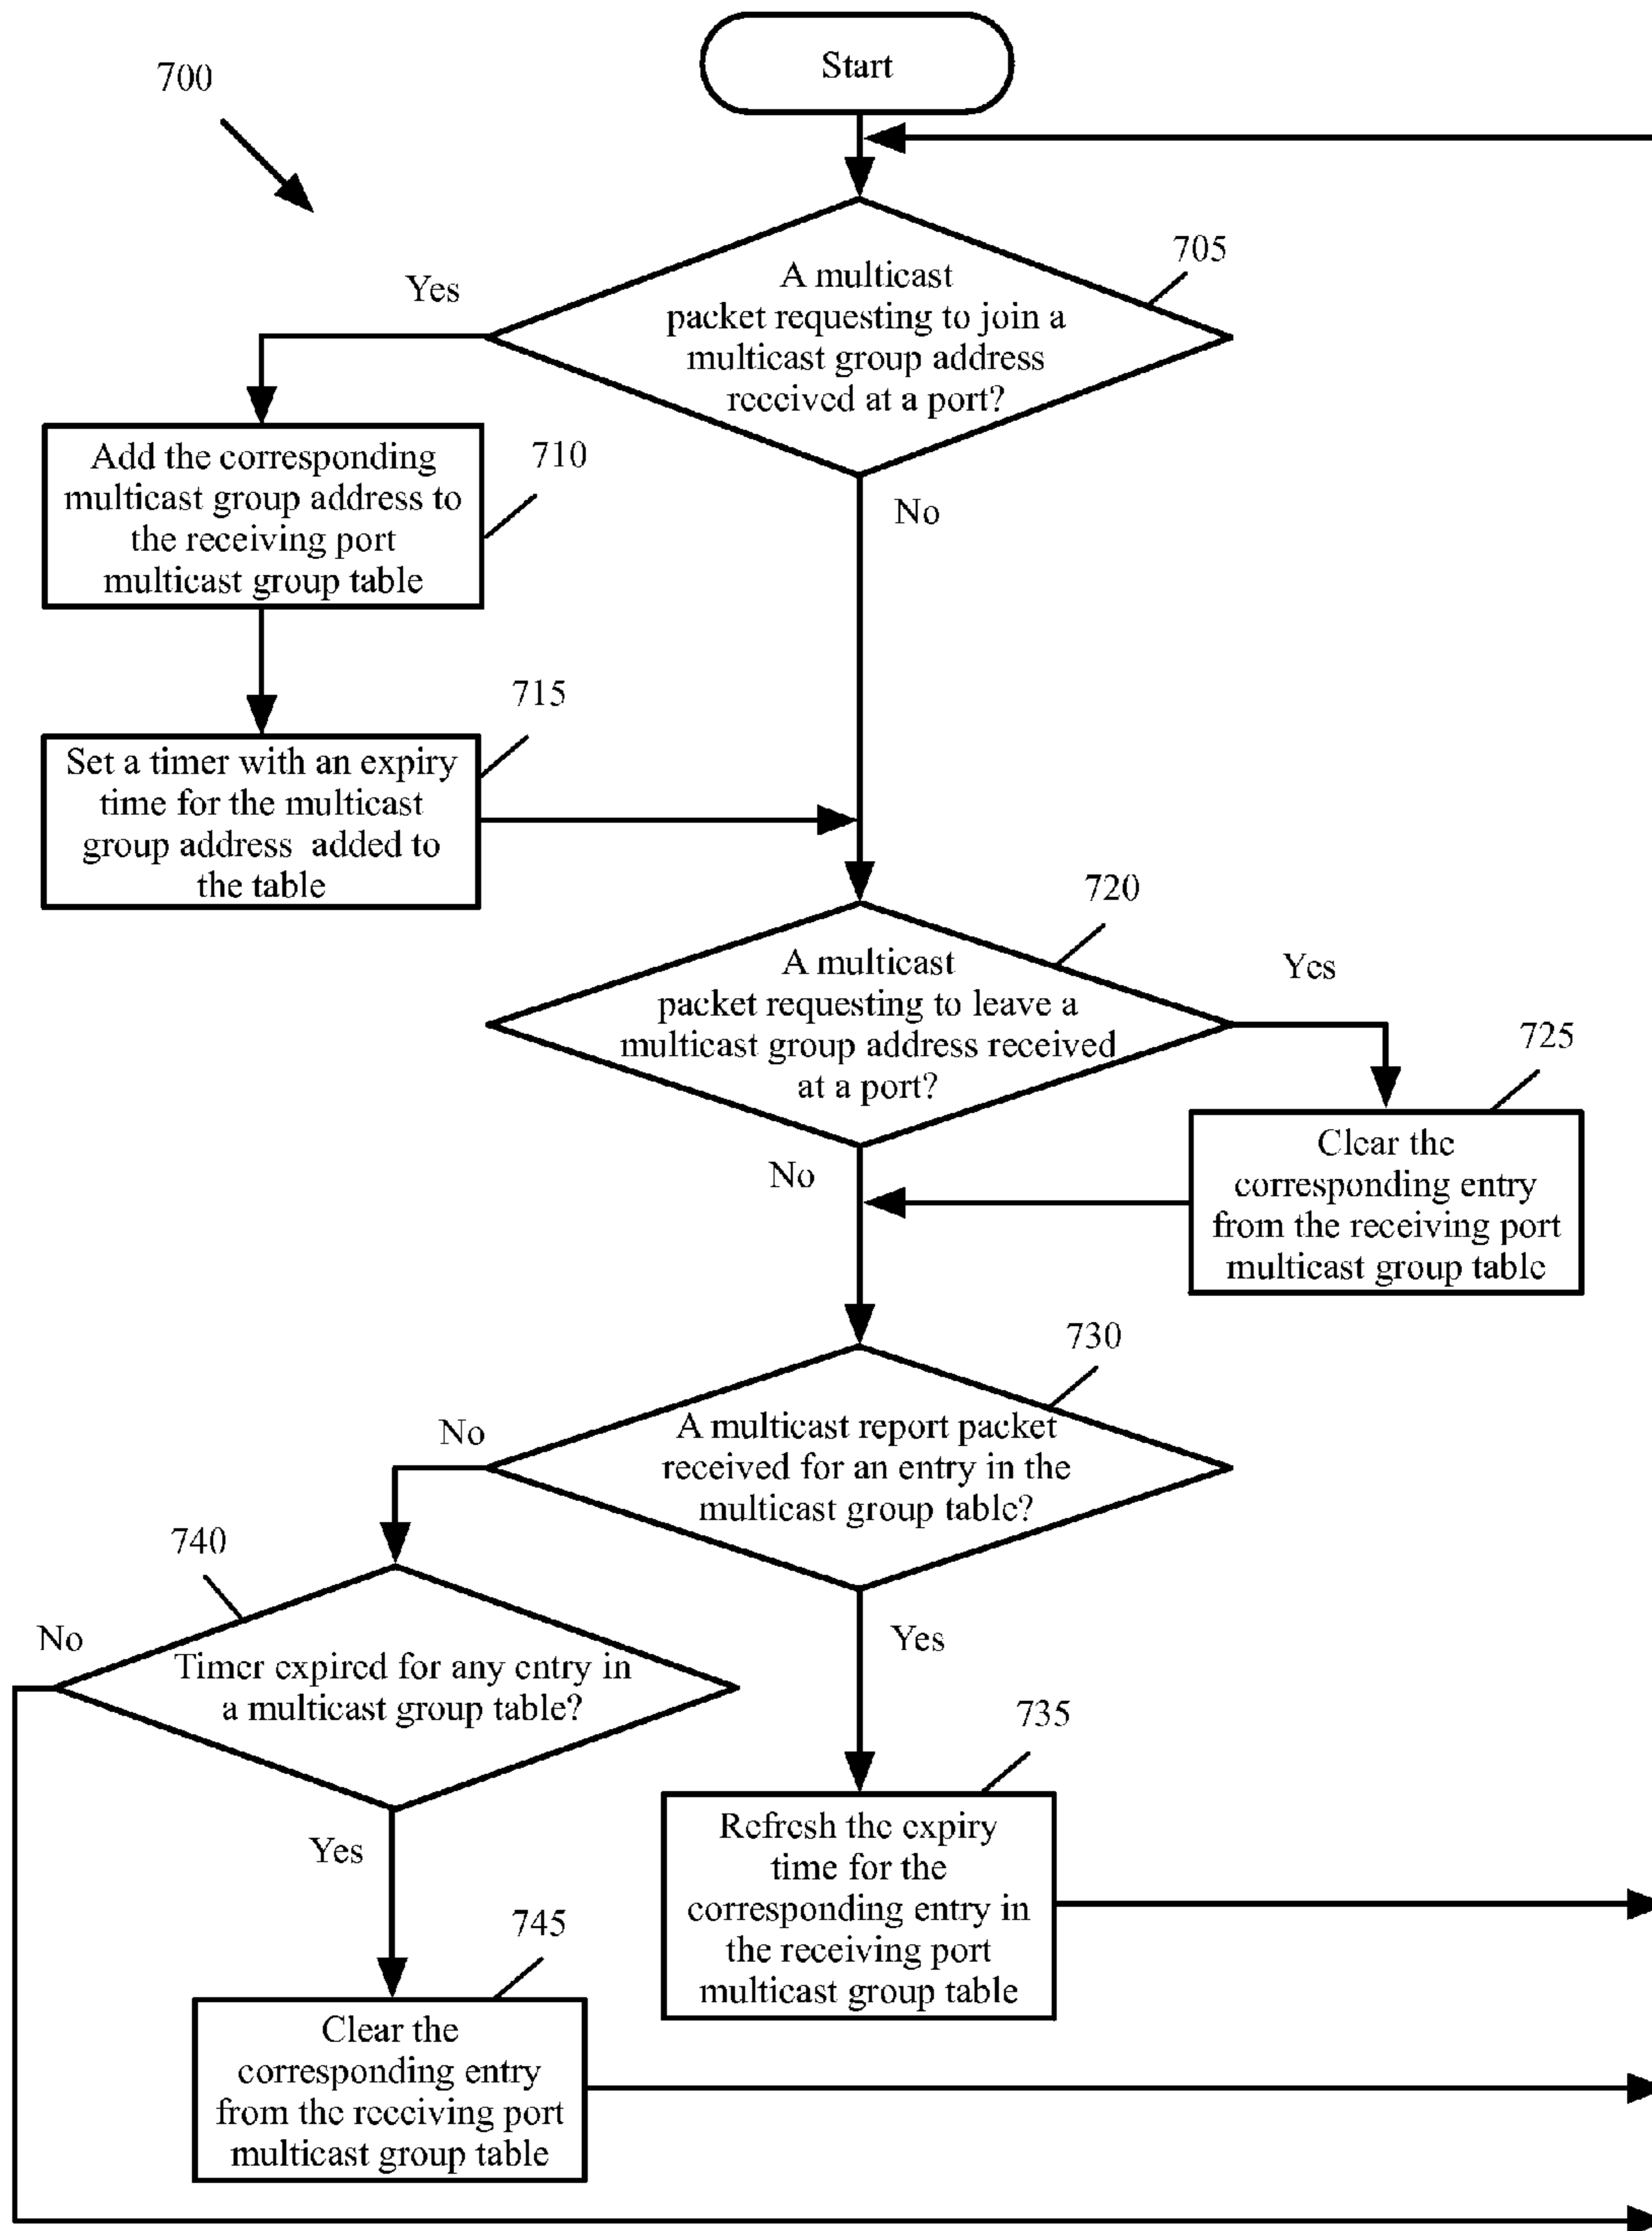 Start
700
705
Yes
A multicast
packet requesting to join a
multicast group address
received at a port?
Add the corresponding
multicast group address to
the receiving port
multicast group table
710
No
715
Set a timer with an expiry
time for the multicast
group address added to
the table
720
A multicast
packet requesting to leave a
multicast group address received
at a port?
Yes
725
No
Clear the
corresponding entry
from the receiving port
multicast group table
730
No
A multicast report packet
received for an entry in the
multicast group table?
740
No
Timer expired for any entry in
a multicast group table?
Yes
735
Yes
Refresh the expiry
time for the
corresponding entry in
the receiving port
multicast group table
745
Clear the
corresponding entry
from the receiving port
multicast group table